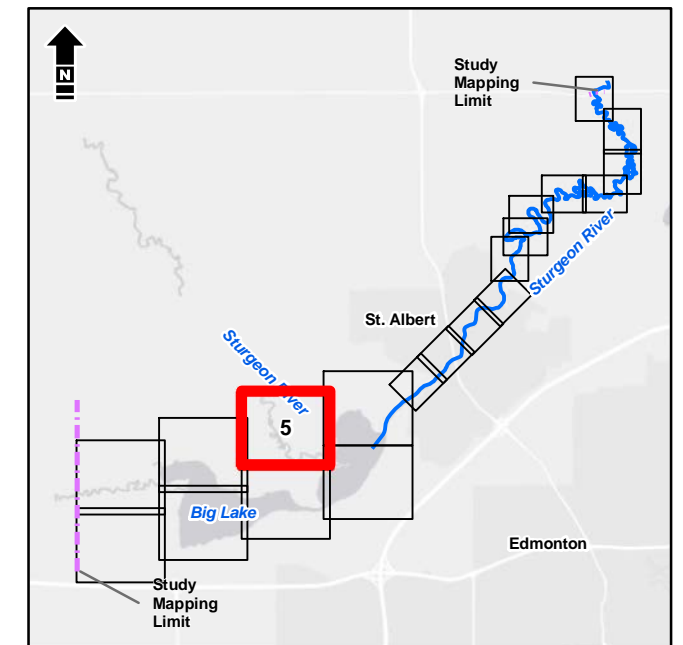 N
Study
Mapping
Limit
Sturgeon River
St. Albert
Sturgeon River
5
Big Lake
Edmonton
Study
Mapping
Limit